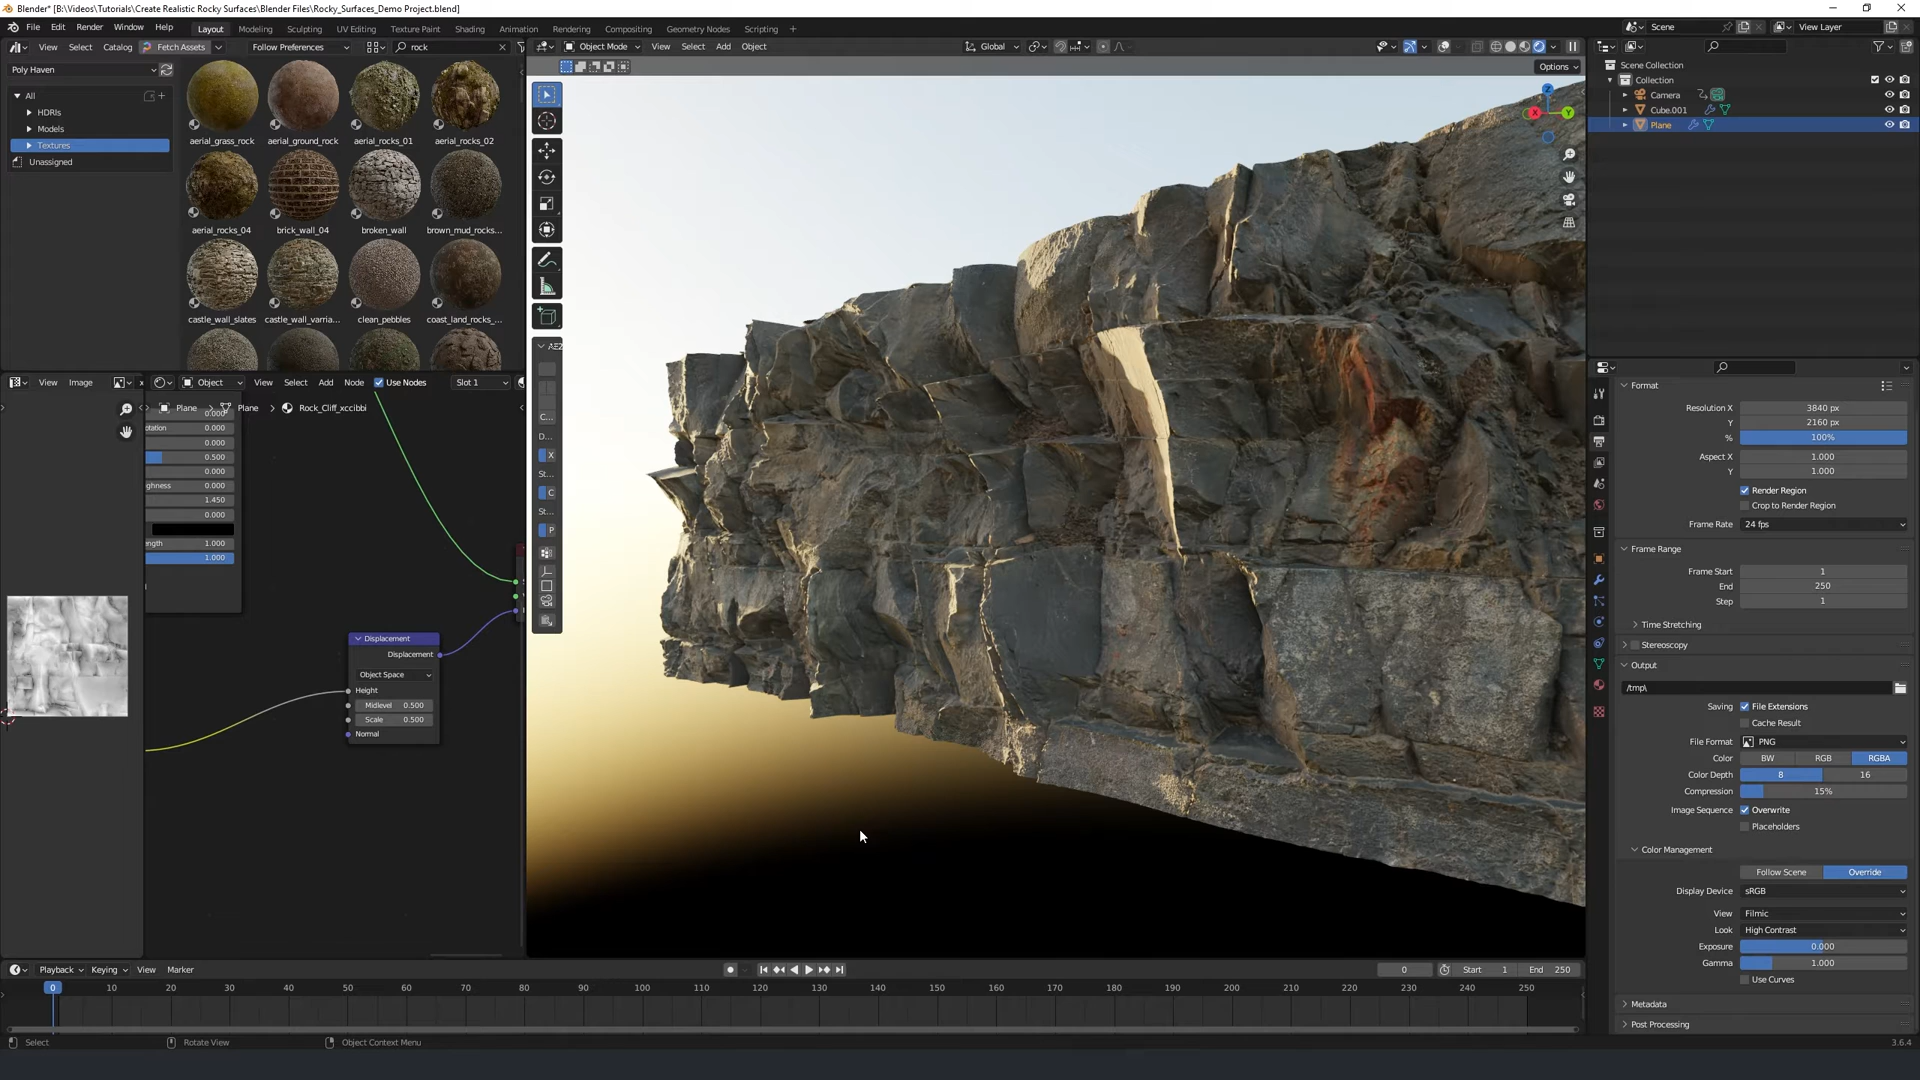 Blender* [B:\Videos\Tutorials\Create Realistic Rocky Surfaces\Blender Files\Rocky_Surfaces_Demo Project.blend]
File Edit Render Window Help Layout Modeling Sculpting UV Editing Texture Paint Shading Animation Rendering Compositing Geometry Nodes Scripting + Scene View Layer
View Select Catalog Fetch Assets Follow Preferences rock Object Mode View Select Add Object Global
Options
Poly Haven
All
HDRIs
Models
Textures
Unassigned
aerial_grass_rock aerial_ground_rock aerial_rocks_01 aerial_rocks_02
aerial_rocks_04 brick_wall_04 broken_wall brown_mud_rocks...
castle_wall_slates castle_wall_varria... clean_pebbles coast_land_rocks_...
Scene Collection
Collection
Camera
Cube.001
Plane
View Image Object View Select Add Node Use Nodes Slot 1
Plane Plane Rock_Cliff_xccibbi
0.000
otation 0.000
0.000
0.500
0.000
ghness 0.000
1.450
0.000
ength 1.000
1.000
Displacement
Displacement
Object Space
Height
Midlevel 0.500
Scale 0.500
Normal
AEZ
C...
D...
X
St...
C
St...
P
X
Y
Z
Format
Resolution X 3840 px
Y 2160 px
% 100%
Aspect X 1.000
Y 1.000
Render Region
Crop to Render Region
Frame Rate 24 fps
Frame Range
Frame Start 1
End 250
Step 1
Time Stretching
Stereoscopy
Output
/tmp\
Saving File Extensions
Cache Result
File Format PNG
Color BW RGB RGBA
Color Depth 8 16
Compression 15%
Image Sequence Overwrite
Placeholders
Color Management
Follow Scene Override
Display Device sRGB
View Filmic
Look High Contrast
Exposure 0.000
Gamma 1.000
Use Curves
Metadata
Post Processing
Playback Keying View Marker 0 Start 1 End 250
0 10 20 30 40 50 60 70 80 90 100 110 120 130 140 150 160 170 180 190 200 210 220 230 240 250
Select Rotate View Object Context Menu 3.6.4